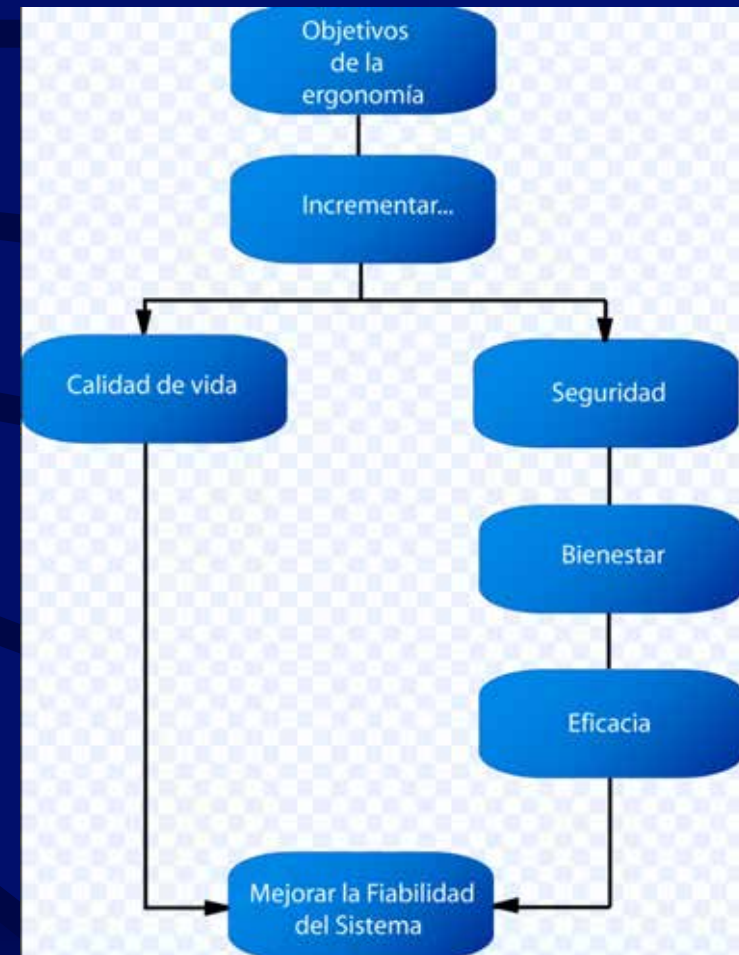 Objetivos
de la
ergonomía
Incrementar...
Calidad de vida
Seguridad
Bienestar
Eficacia
Mejorar la Fiabilidad
del Sistema